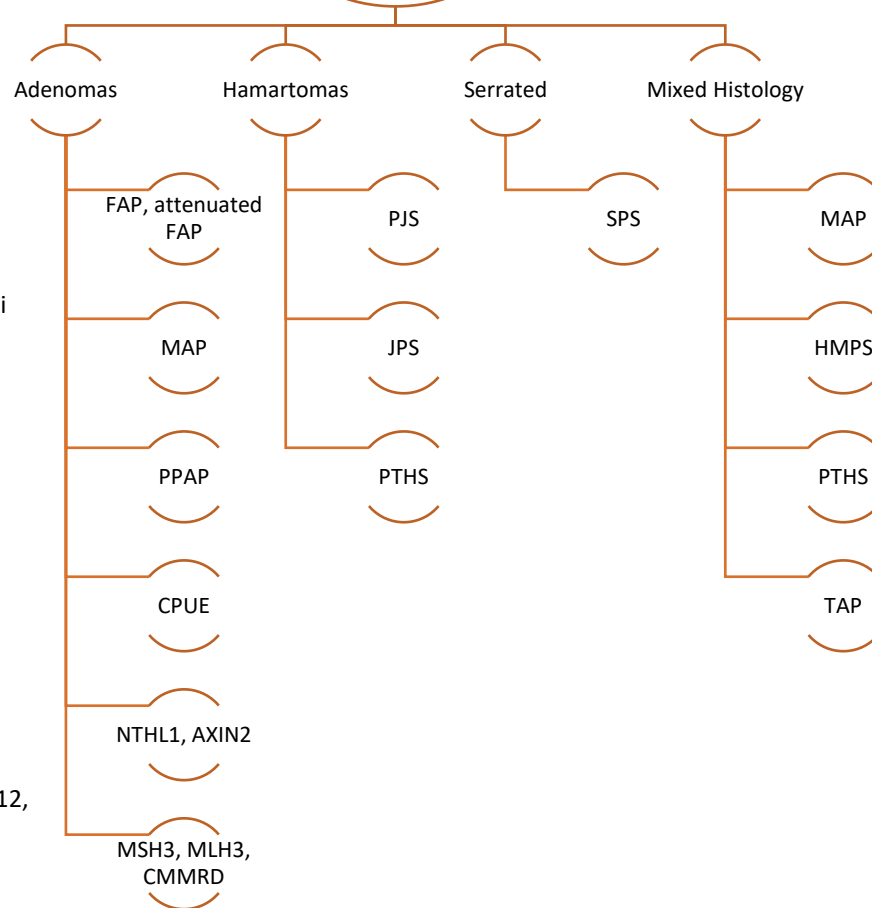 Adenomas
Hamartomas
Serrated
Mixed Histology
FAP, attenuated
FAP
PJS
SPS
MAP
i
MAP
JPS
HMPS
PPAP
PTHS
PTHS
CPUE
TAP
NTHL1, AXIN2
12,
MSH3, MLH3,
CMMRD